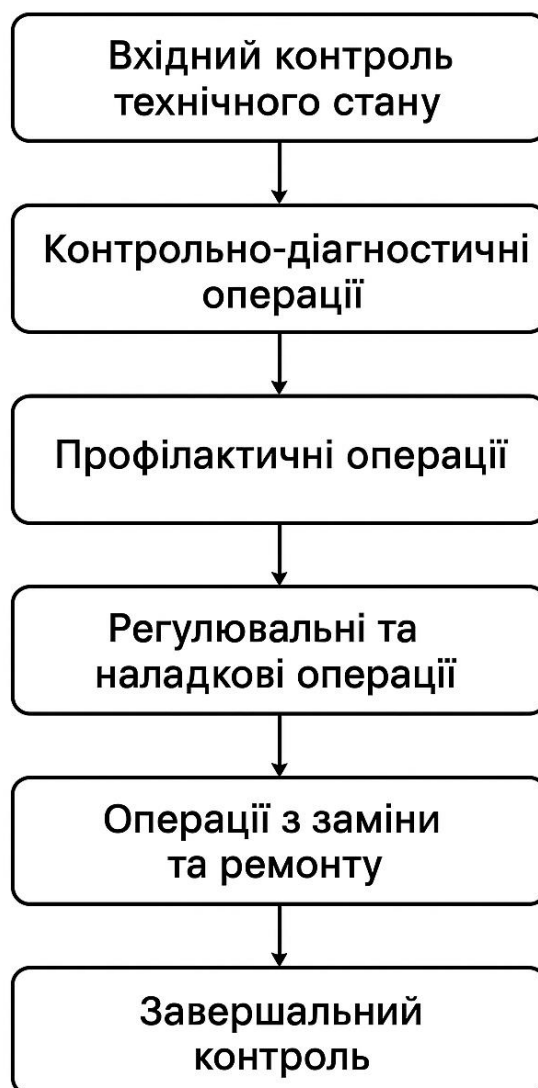 Вхідний контроль
технічного стану
Контрольно-діагностичні
операції
Профілактичні операції
Регулювальні та
наладкові операції
Операції з заміни
та ремонту
Завершальний
контроль